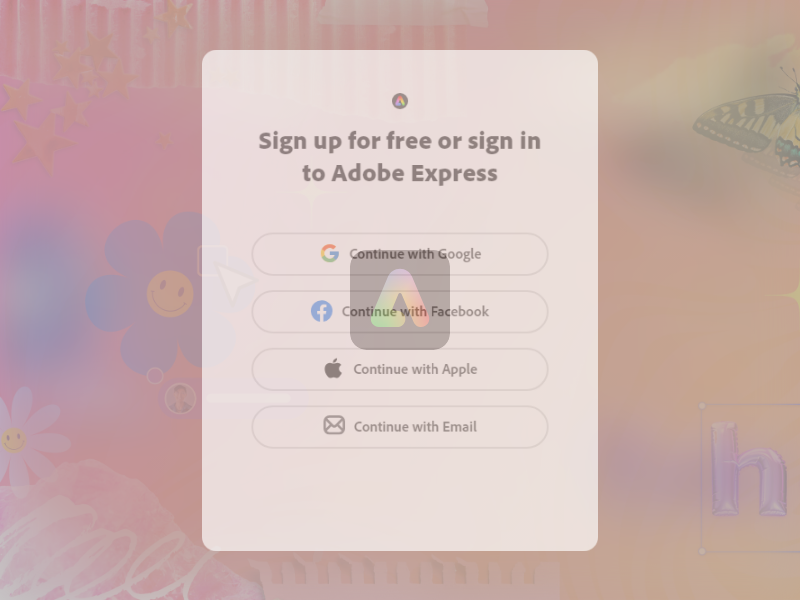 Sign up for free or sign in
to Adobe Express
Continue with Google
Continue with Facebook
Continue with Apple
Continue with Email
h